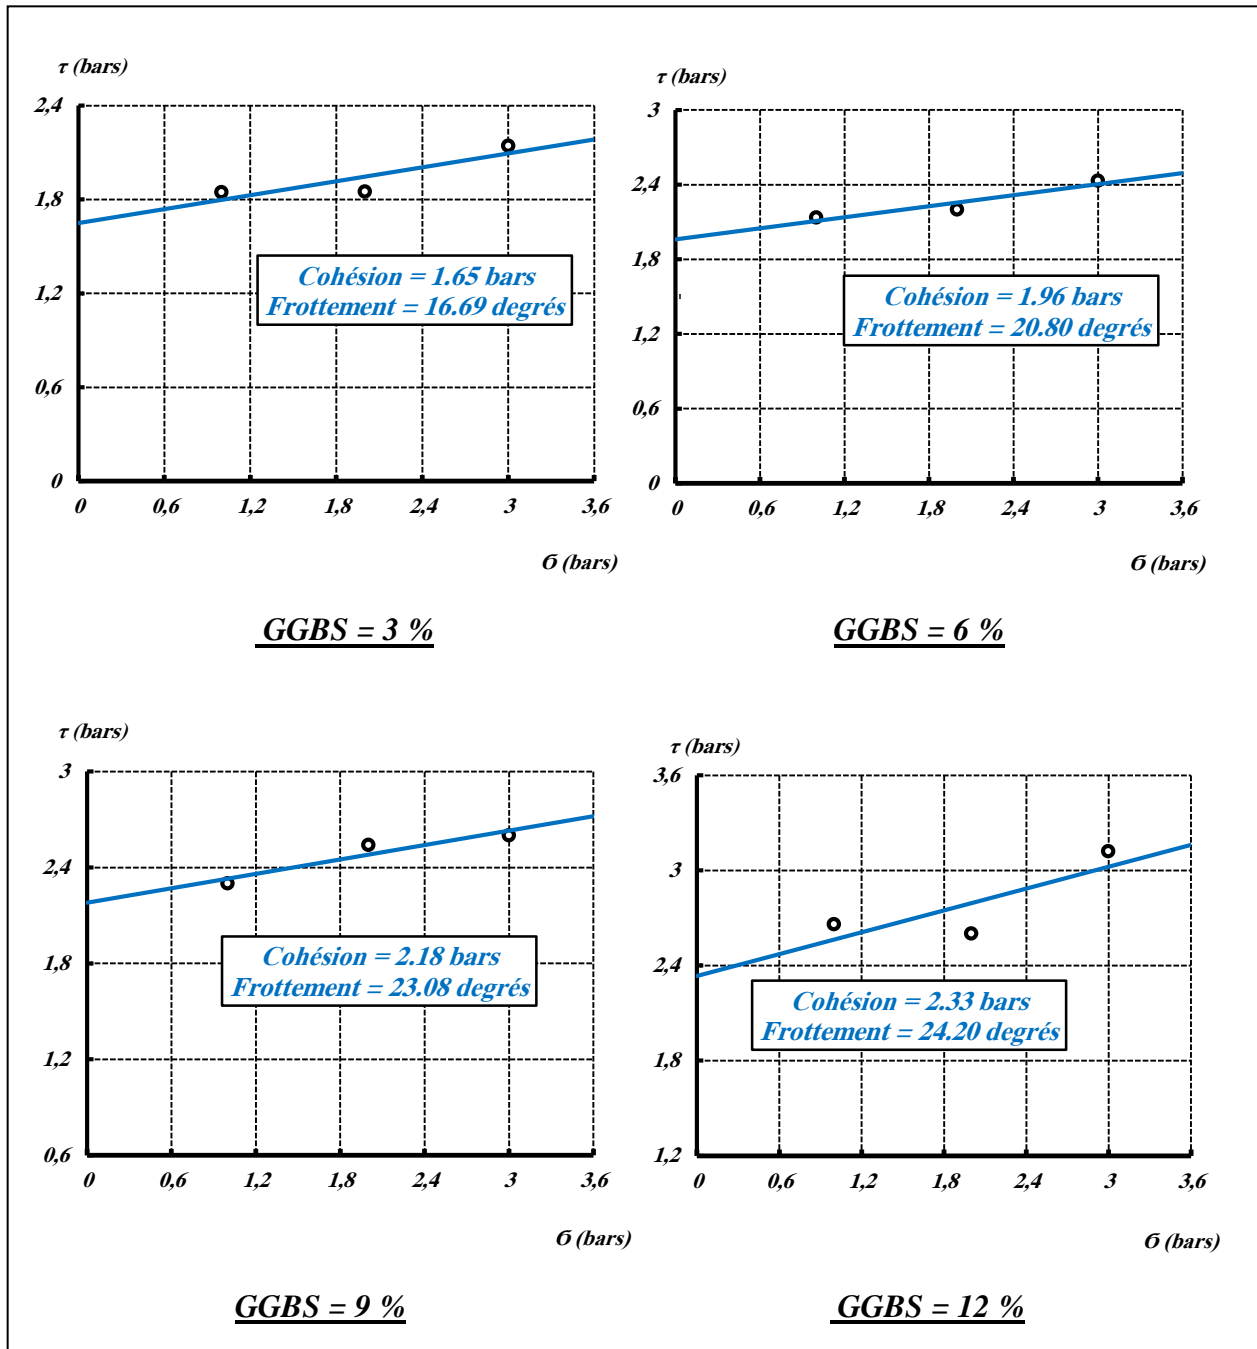 τ (bars)
2,4
1,8
1,2
0,6
0
0 0,6 1,2 1,8 2,4 3 3,6
Cohésion = 1.65 bars
Frottement = 16.69 degrés
б (bars)
GGBS = 3 %
τ (bars)
3
2,4
1,8
1,2
0,6
0
0 0,6 1,2 1,8 2,4 3 3,6
Cohésion = 1.96 bars
Frottement = 20.80 degrés
б (bars)
GGBS = 6 %
τ (bars)
3
2,4
1,8
1,2
0,6
0 0,6 1,2 1,8 2,4 3 3,6
Cohésion = 2.18 bars
Frottement = 23.08 degrés
б (bars)
GGBS = 9 %
τ (bars)
3,6
3
2,4
1,8
1,2
0 0,6 1,2 1,8 2,4 3 3,6
Cohésion = 2.33 bars
Frottement = 24.20 degrés
б (bars)
GGBS = 12 %